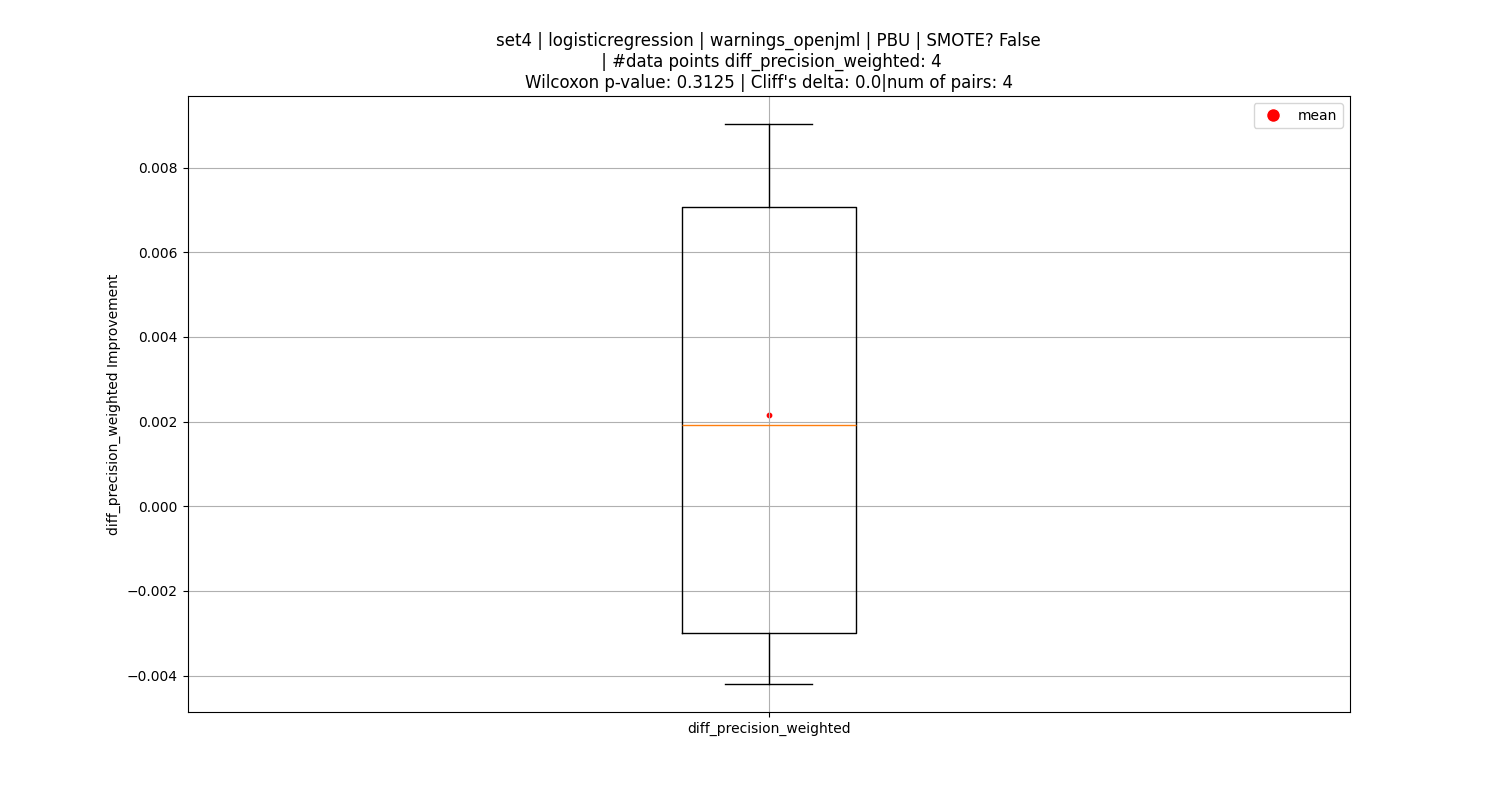 set4 | logisticregression | warnings_openjml | PBU | SMOTE? False
| #data points diff_precision_weighted: 4
Wilcoxon p-value: 0.3125 | Cliff's delta: 0.0|num of pairs: 4
mean
0.008
0.006
0.004
0.002
0.000
−0.002
−0.004
diff_precision_weighted Improvement
diff_precision_weighted